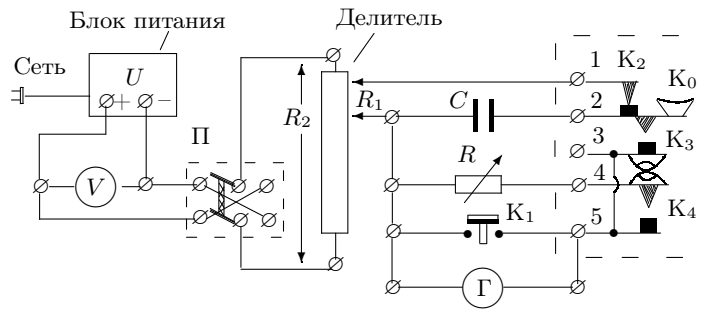 Блок питания
Делитель
Сеть
U
+ −
V
П
R₂
R₁
C
R
K₁
Г
1
2
3
4
5
K₂
K₀
K₃
K₄